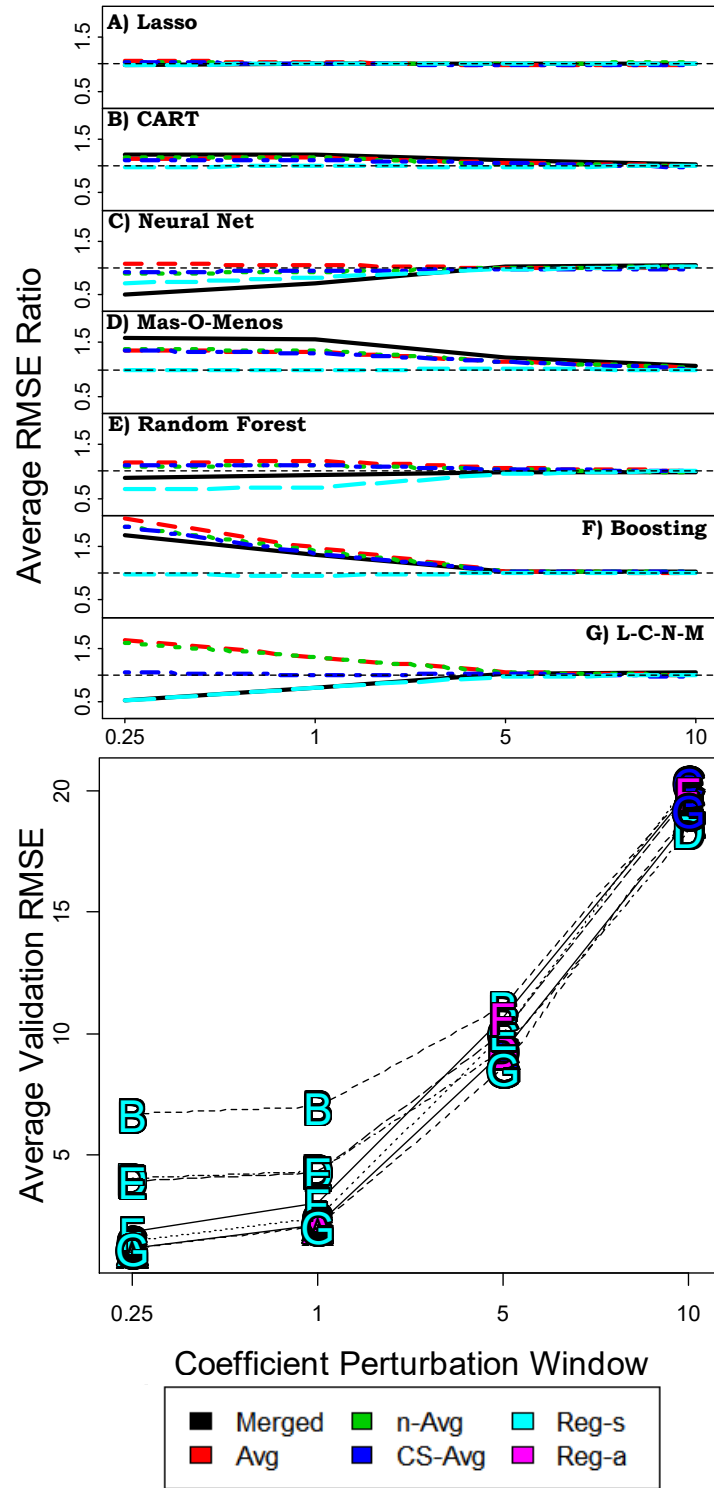 A) Lasso
1.5
0.5
B) CART
1.5
0.5
C) Neural Net
1.5
0.5
D) Mas-O-Menos
1.5
0.5
E) Random Forest
1.5
0.5
F) Boosting
1.5
0.5
G) L-C-N-M
1.5
0.5
Average RMSE Ratio
0.25 1 5 10
20
15
10
5
Average Validation RMSE
B B
E E
G G G G
D
0.25 1 5 10
Coefficient Perturbation Window
Merged n-Avg Reg-s
Avg CS-Avg Reg-a